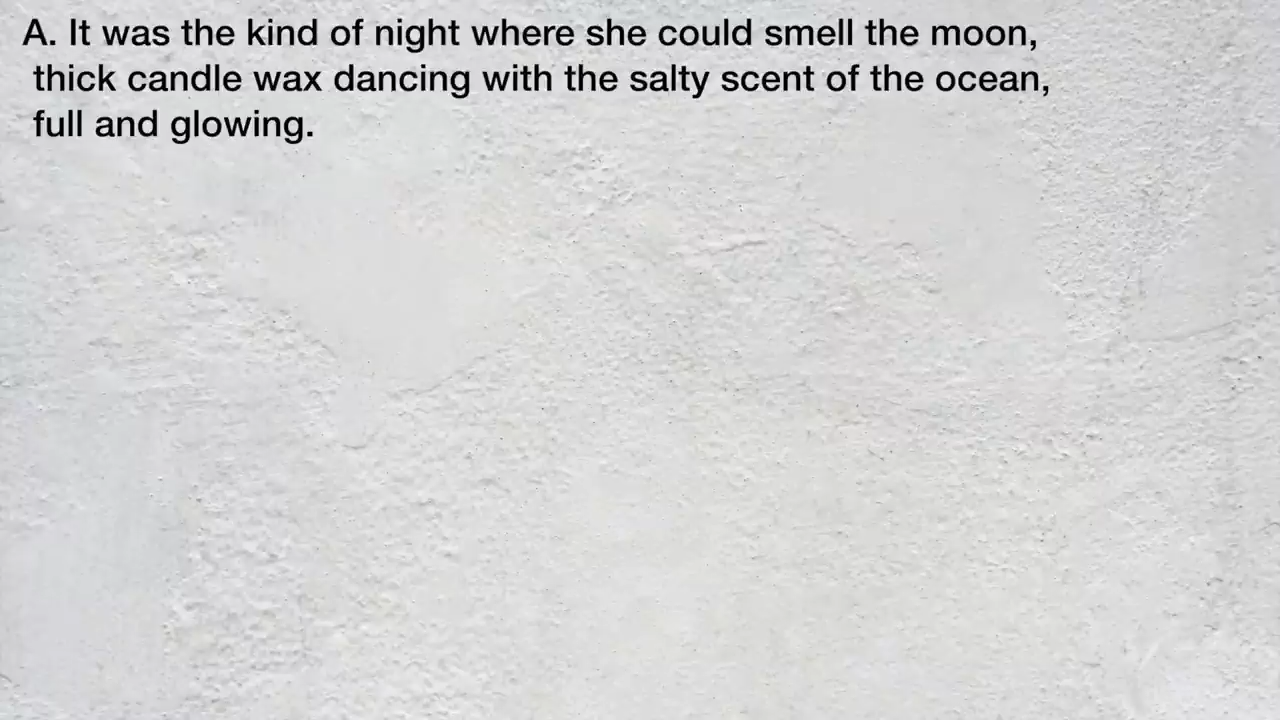 A. It was the kind of night where she could smell the moon,
thick candle wax dancing with the salty scent of the ocean,
full and glowing.